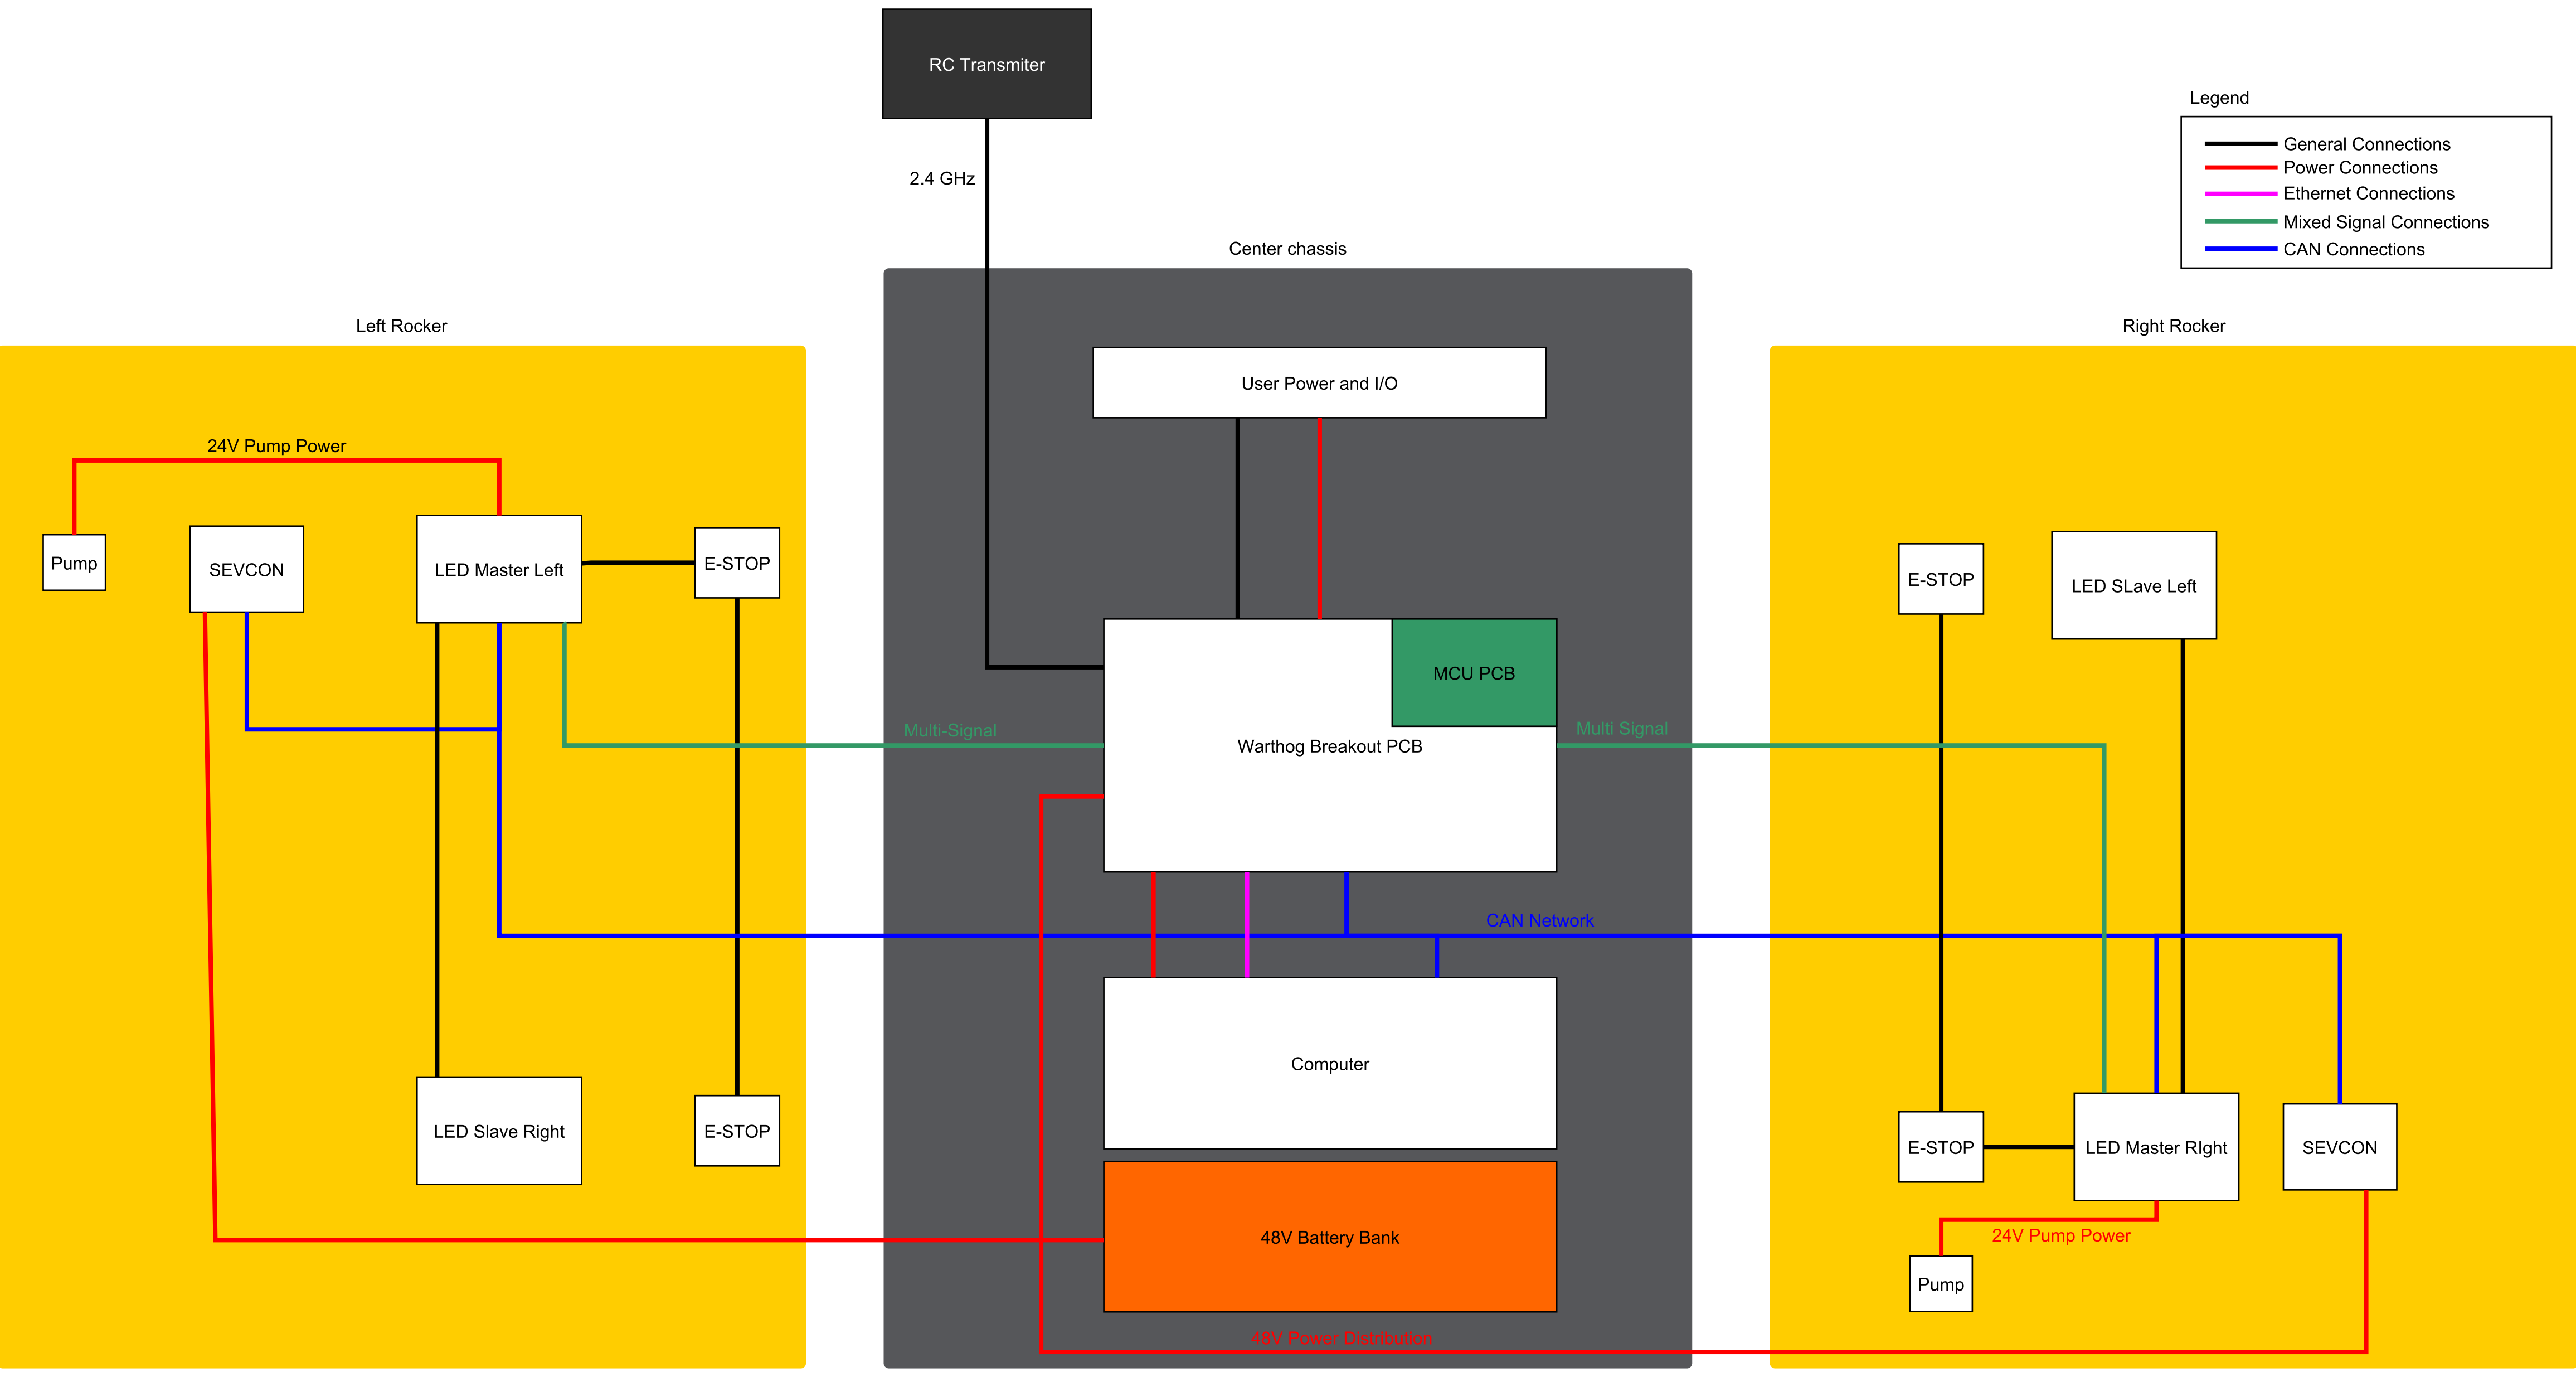 RC Transmiter
Legend
General Connections
Power Connections
Ethernet Connections
Mixed Signal Connections
CAN Connections
2.4 GHz
Center chassis
Left Rocker
Right Rocker
User Power and I/O
24V Pump Power
Pump
SEVCON
LED Master Left
E-STOP
E-STOP
LED SLave Left
MCU PCB
Multi-Signal
Warthog Breakout PCB
Multi Signal
CAN Network
Computer
LED Slave Right
E-STOP
E-STOP
LED Master RIght
SEVCON
48V Battery Bank
24V Pump Power
Pump
48V Power Distribution